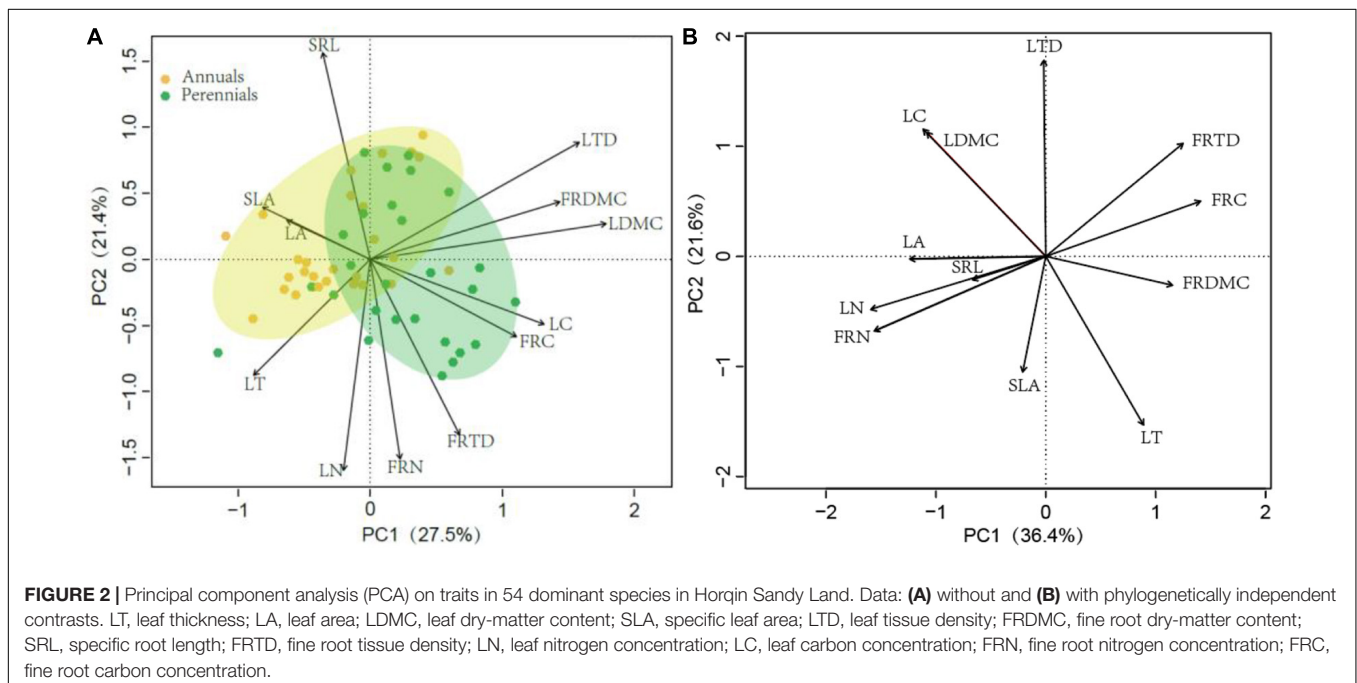 A
B
SRL
Annuals
Perennials
LTD
FRDMC
LDMC
SLA
LA
LC
FRC
LT
FRTD
LN
FRN
1.5
1.0
0.5
0.0
−0.5
−1.0
−1.5
PC2 (21.4%)
−1
0
1
2
PC1 (27.5%)
LTD
LC
LDMC
FRTD
FRC
LA
SRL
FRDMC
LN
FRN
SLA
LT
2
1
0
−1
−2
PC2 (21.6%)
−2
−1
0
1
2
PC1 (36.4%)
FIGURE 2 | Principal component analysis (PCA) on traits in 54 dominant species in Horqin Sandy Land. Data: (A) without and (B) with phylogenetically independent
contrasts. LT, leaf thickness; LA, leaf area; LDMC, leaf dry-matter content; SLA, specific leaf area; LTD, leaf tissue density; FRDMC, fine root dry-matter content;
SRL, specific root length; FRTD, fine root tissue density; LN, leaf nitrogen concentration; LC, leaf carbon concentration; FRN, fine root nitrogen concentration; FRC,
fine root carbon concentration.